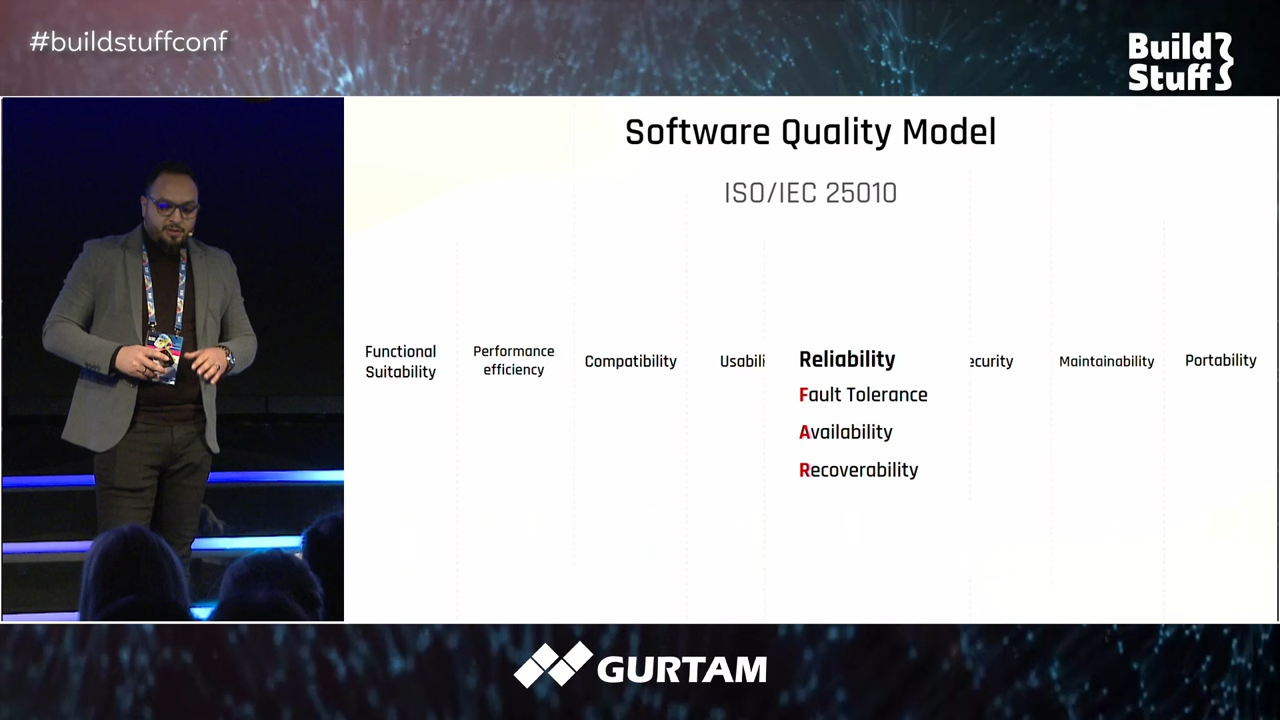 #buildstuffconf
Build
Stuff
Software Quality Model
ISO/IEC 25010
Functional
Suitability
Performance
efficiency
Compatibility
Usabili
Reliability
Fault Tolerance
Availability
Recoverability
ecurity
Maintainability
Portability
GURTAM